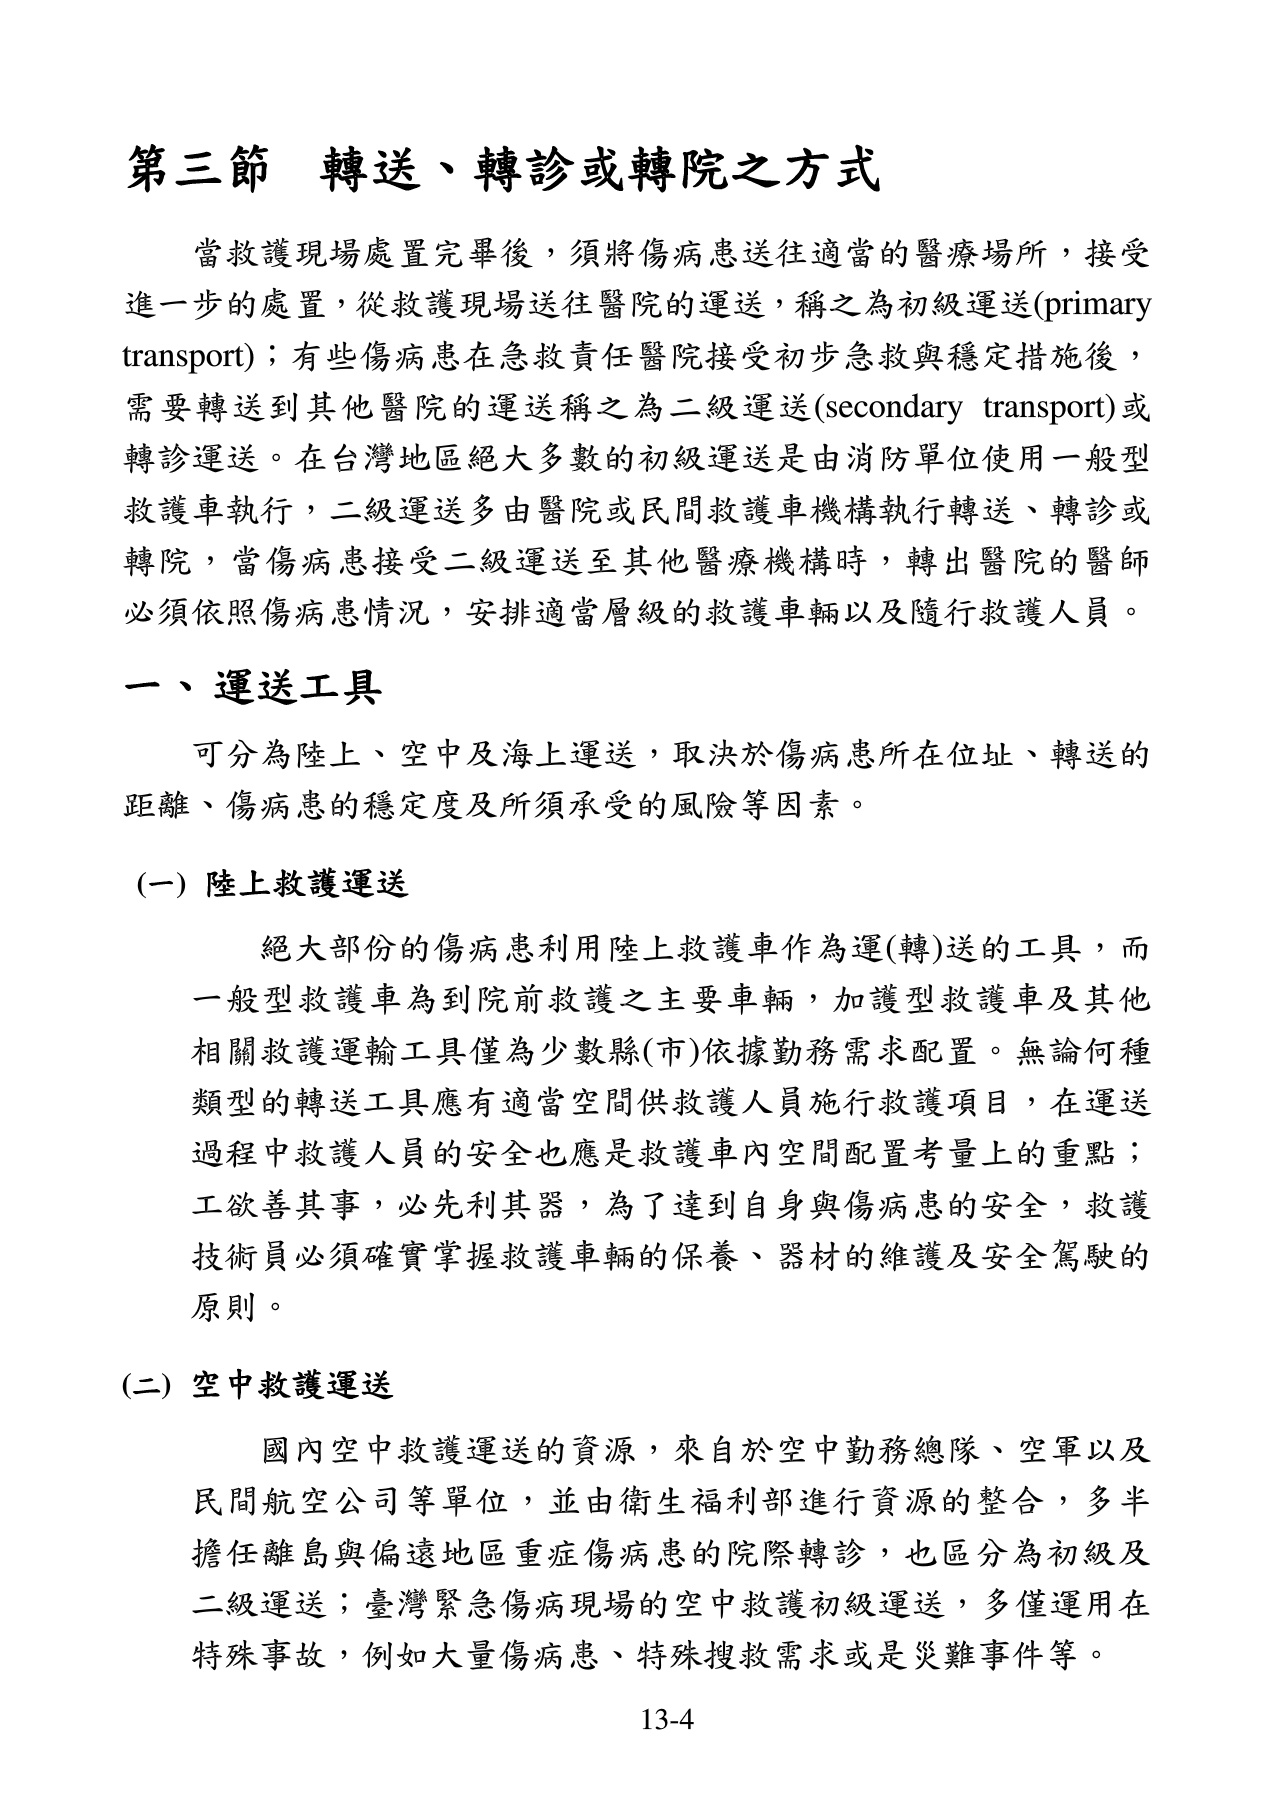 第三節　轉送、轉診或轉院之方式
當救護現場處置完畢後，須將傷病患送往適當的醫療場所，接受
進一步的處置，從救護現場送往醫院的運送，稱之為初級運送(primary
transport)；有些傷病患在急救責任醫院接受初步急救與穩定措施後，
需要轉送到其他醫院的運送稱之為二級運送(secondary transport)或
轉診運送。在台灣地區絕大多數的初級運送是由消防單位使用一般型
救護車執行，二級運送多由醫院或民間救護車機構執行轉送、轉診或
轉院，當傷病患接受二級運送至其他醫療機構時，轉出醫院的醫師
必須依照傷病患情況，安排適當層級的救護車輛以及隨行救護人員。
一、運送工具
可分為陸上、空中及海上運送，取決於傷病患所在位址、轉送的
距離、傷病患的穩定度及所須承受的風險等因素。
(一) 陸上救護運送
絕大部份的傷病患利用陸上救護車作為運(轉)送的工具，而
一般型救護車為到院前救護之主要車輛，加護型救護車及其他
相關救護運輸工具僅為少數縣(市)依據勤務需求配置。無論何種
類型的轉送工具應有適當空間供救護人員施行救護項目，在運送
過程中救護人員的安全也應是救護車內空間配置考量上的重點；
工欲善其事，必先利其器，為了達到自身與傷病患的安全，救護
技術員必須確實掌握救護車輛的保養、器材的維護及安全駕駛的
原則。
(二) 空中救護運送
國內空中救護運送的資源，來自於空中勤務總隊、空軍以及
民間航空公司等單位，並由衛生福利部進行資源的整合，多半
擔任離島與偏遠地區重症傷病患的院際轉診，也區分為初級及
二級運送；臺灣緊急傷病現場的空中救護初級運送，多僅運用在
特殊事故，例如大量傷病患、特殊搜救需求或是災難事件等。
13-4